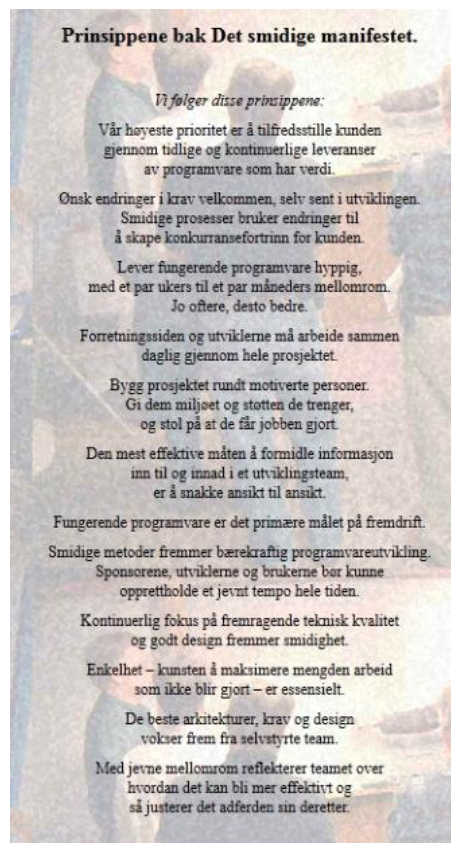 Prinsippene bak Det smidige manifestet.
Vi følger disse prinsippene:
Vår høyeste prioritet er å tilfredsstille kunden
gjennom tidlige og kontinuerlige leveranser
av programvare som har verdi.
Ønsk endringer i krav velkommen, selv sent i utviklingen.
Smidige prosesser bruker endringer til
å skape konkurransefortrinn for kunden.
Lever fungerende programvare hyppig,
med et par ukers til et par måneders mellomrom.
Jo oftere, desto bedre.
Forretningssiden og utviklerne må arbeide sammen
daglig gjennom hele prosjektet.
Bygg prosjektet rundt motiverte personer.
Gi dem miljøet og støtten de trenger,
og stol på at de får jobben gjort.
Den mest effektive måten å formidle informasjon
inn til og innad i et utviklingsteam,
er å snakke ansikt til ansikt.
Fungerende programvare er det primære målet på fremdrift.
Smidige metoder fremmer bærekraftig programvareutvikling.
Sponsorene, utviklerne og brukerne bør kunne
opprettholde et jevnt tempo hele tiden.
Kontinuerlig fokus på fremragende teknisk kvalitet
og godt design fremmer smidighet.
Enkelhet – kunsten å maksimere mengden arbeid
som ikke blir gjort – er essensielt.
De beste arkitekturer, krav og design
vokser frem fra selvstyrte team.
Med jevne mellomrom reflekterer teamet over
hvordan det kan bli mer effektivt og
så justerer det adferden sin deretter.